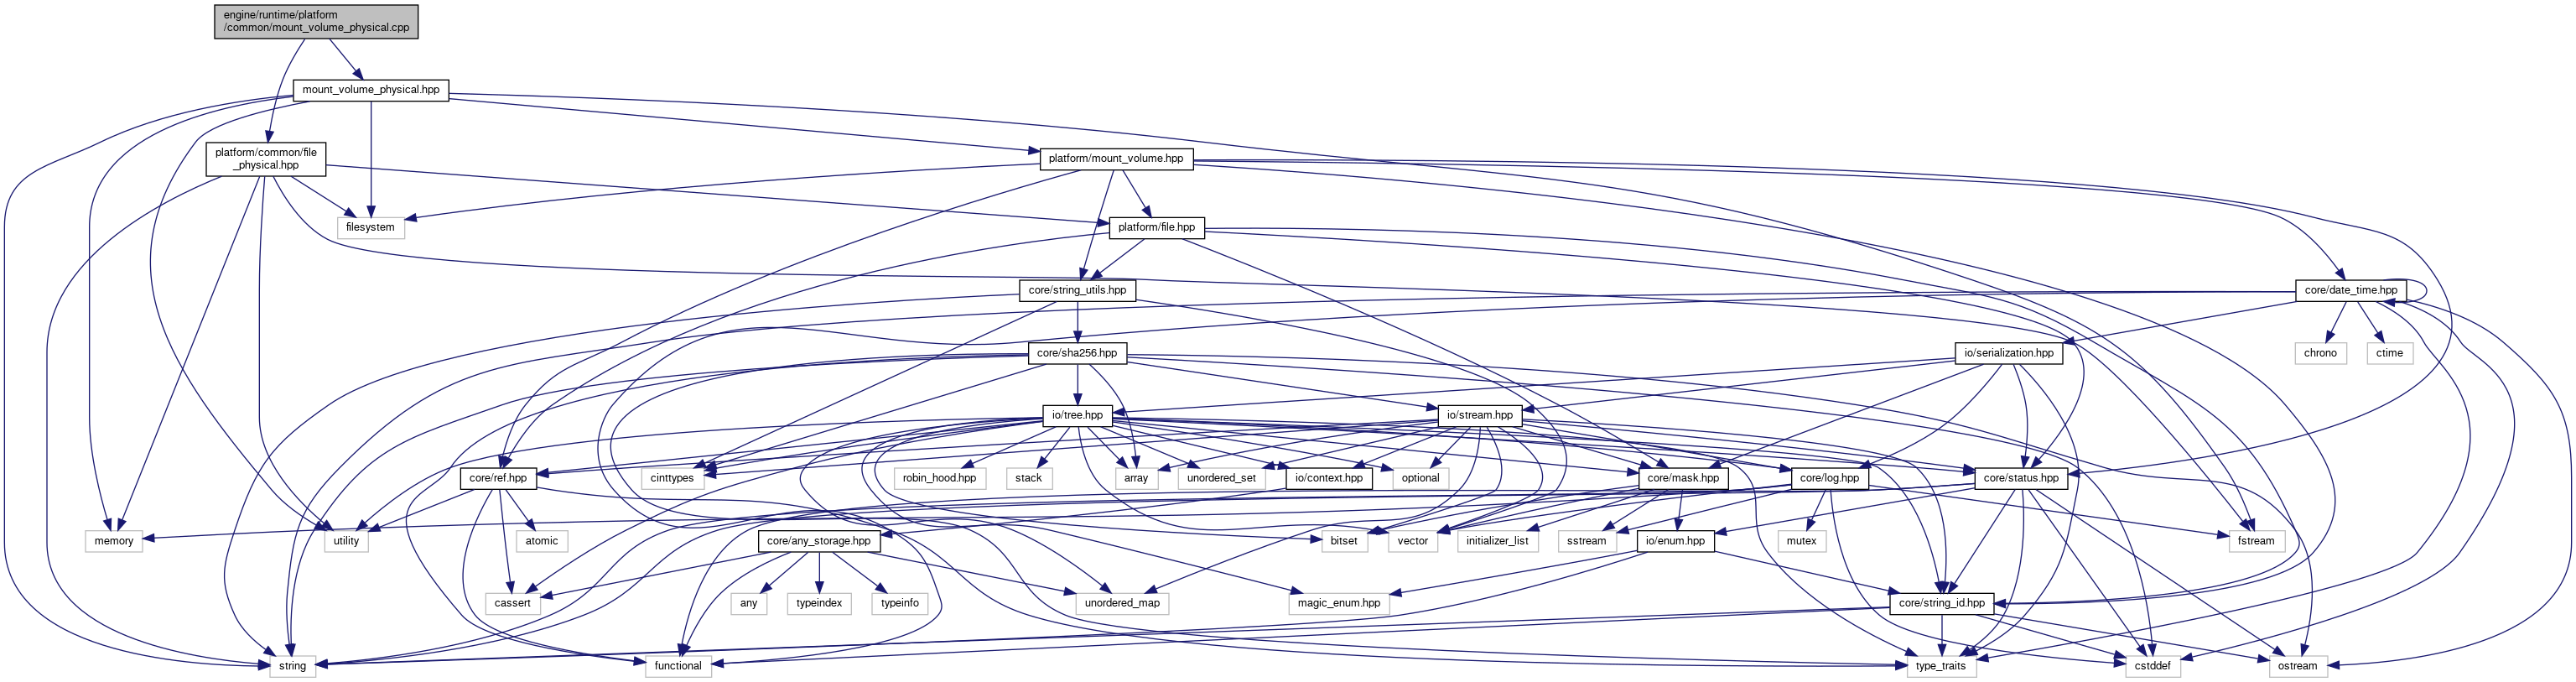 engine/runtime/platform
/common/mount_volume_physical.cpp
mount_volume_physical.hpp
platform/common/file
_physical.hpp
platform/mount_volume.hpp
filesystem
platform/file.hpp
core/string_utils.hpp
core/date_time.hpp
core/sha256.hpp
io/serialization.hpp
chrono
ctime
io/tree.hpp
io/stream.hpp
core/ref.hpp
cinttypes
robin_hood.hpp
stack
array
unordered_set
io/context.hpp
optional
core/mask.hpp
core/log.hpp
core/status.hpp
memory
utility
atomic
core/any_storage.hpp
bitset
vector
initializer_list
sstream
io/enum.hpp
mutex
fstream
cassert
any
typeindex
typeinfo
unordered_map
magic_enum.hpp
core/string_id.hpp
string
functional
type_traits
cstddef
ostream